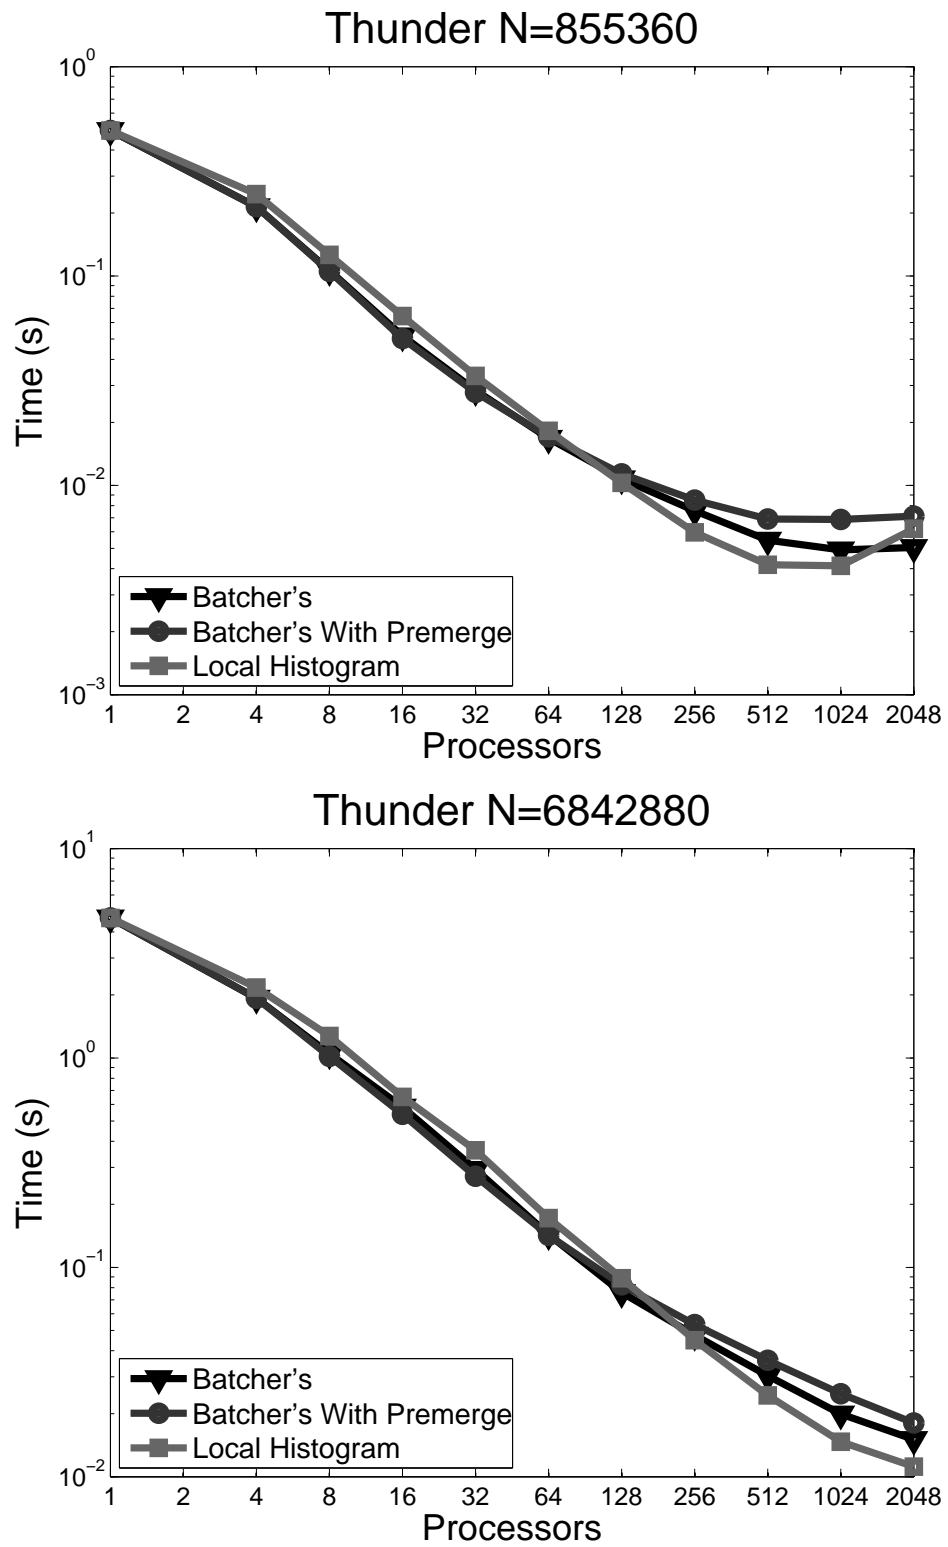 Thunder N=855360
10^0
10^−1
10^−2
10^−3
Time (s)
Batcher's
Batcher's With Premerge
Local Histogram
1 2 4 8 16 32 64 128 256 512 1024 2048
Processors
Thunder N=6842880
10^1
10^0
10^−1
10^−2
Time (s)
Batcher's
Batcher's With Premerge
Local Histogram
1 2 4 8 16 32 64 128 256 512 1024 2048
Processors